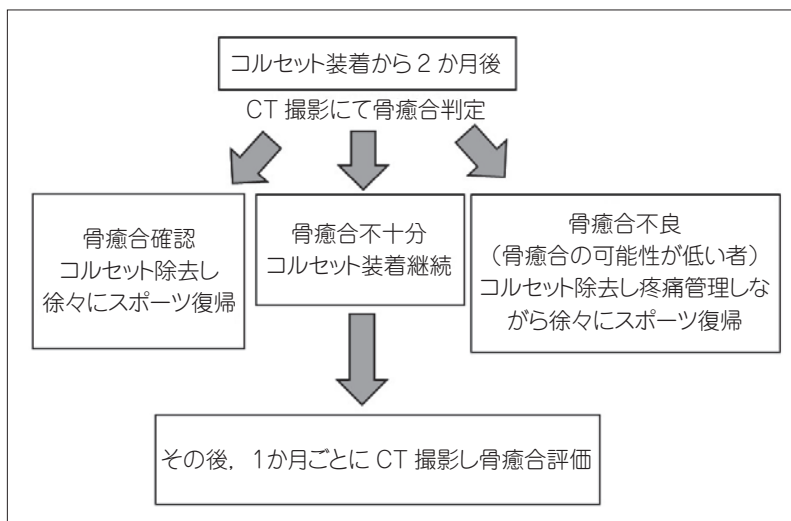 コルセット装着から2か月後
CT撮影にて骨癒合判定
骨癒合確認
コルセット除去し
徐々にスポーツ復帰
骨癒合不十分
コルセット装着継続
骨癒合不良
（骨癒合の可能性が低い者）
コルセット除去し疼痛管理しな
がら徐々にスポーツ復帰
その後，1か月ごとにCT撮影し骨癒合評価